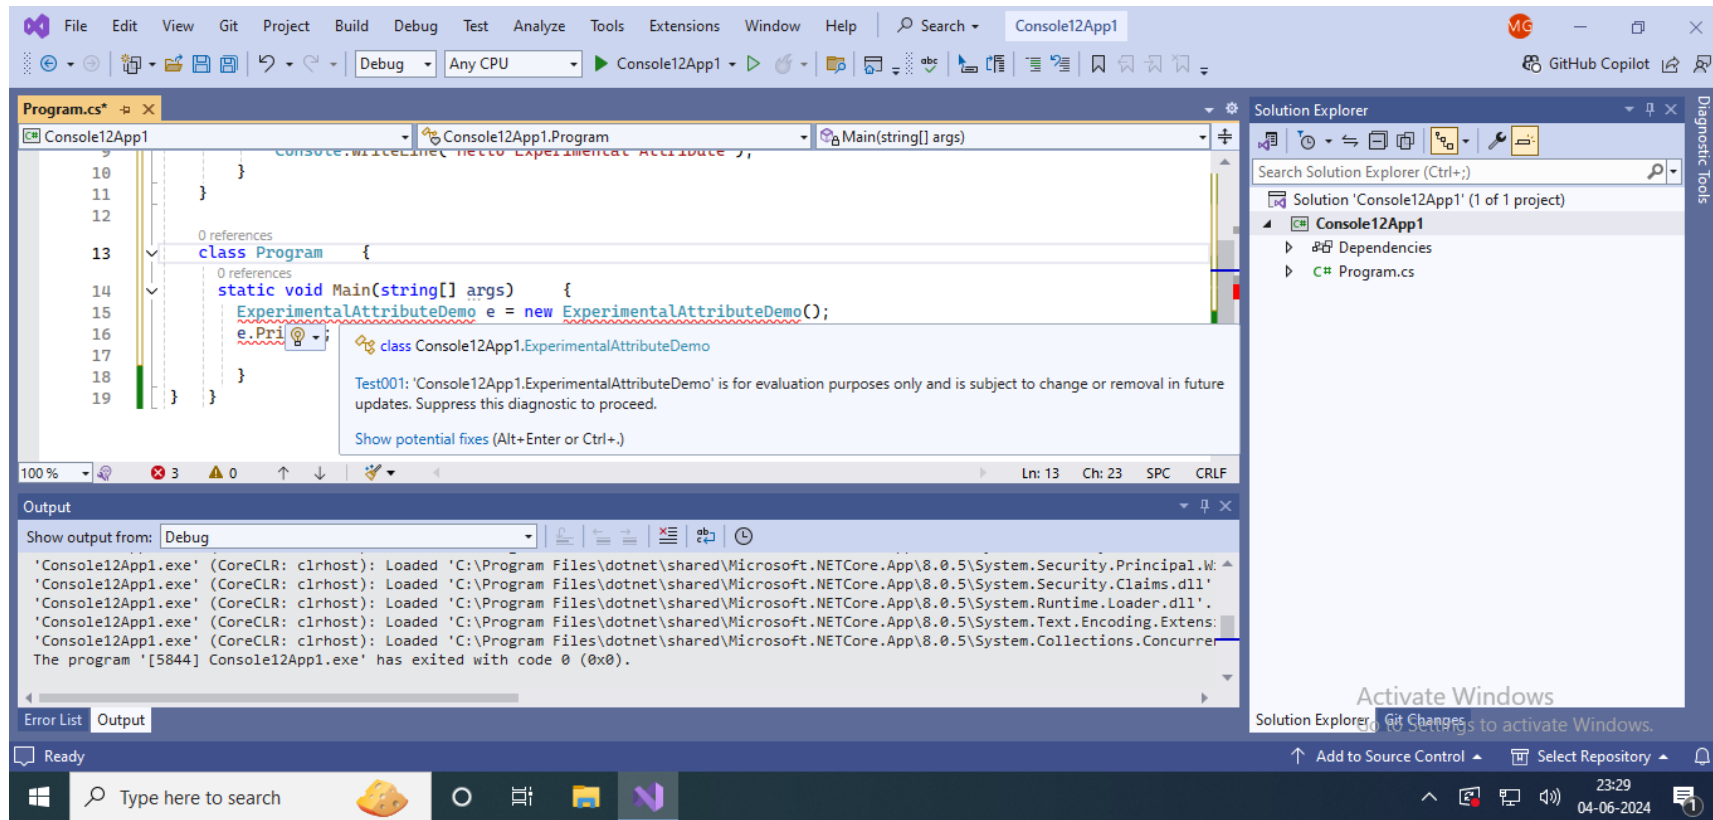 File Edit View Git Project Build Debug Test Analyze Tools Extensions Window Help Search Console12App1 MG
Debug Any CPU Console12App1 GitHub Copilot
Program.cs*
Console12App1 Console12App1.Program Main(string[] args)
9 Console.WriteLine("Hello Experimental Attribute");
10 }
11 }
12
0 references
13 class Program {
0 references
14 static void Main(string[] args) {
15 ExperimentalAttributeDemo e = new ExperimentalAttributeDemo();
16 e.Pri ;
17
18 }
19 } }
class Console12App1.ExperimentalAttributeDemo
Test001: 'Console12App1.ExperimentalAttributeDemo' is for evaluation purposes only and is subject to change or removal in future
updates. Suppress this diagnostic to proceed.
Show potential fixes (Alt+Enter or Ctrl+.)
100 % 3 0 Ln: 13 Ch: 23 SPC CRLF
Output
Show output from: Debug
'Console12App1.exe' (CoreCLR: clrhost): Loaded 'C:\Program Files\dotnet\shared\Microsoft.NETCore.App\8.0.5\System.Security.Principal.W
'Console12App1.exe' (CoreCLR: clrhost): Loaded 'C:\Program Files\dotnet\shared\Microsoft.NETCore.App\8.0.5\System.Security.Claims.dll'
'Console12App1.exe' (CoreCLR: clrhost): Loaded 'C:\Program Files\dotnet\shared\Microsoft.NETCore.App\8.0.5\System.Runtime.Loader.dll'.
'Console12App1.exe' (CoreCLR: clrhost): Loaded 'C:\Program Files\dotnet\shared\Microsoft.NETCore.App\8.0.5\System.Text.Encoding.Extens
'Console12App1.exe' (CoreCLR: clrhost): Loaded 'C:\Program Files\dotnet\shared\Microsoft.NETCore.App\8.0.5\System.Collections.Concurre
The program '[5844] Console12App1.exe' has exited with code 0 (0x0).
Error List Output
Solution Explorer
Search Solution Explorer (Ctrl+;)
Solution 'Console12App1' (1 of 1 project)
Console12App1
Dependencies
C# Program.cs
Diagnostic Tools
Activate Windows
Go to Settings to activate Windows.
Solution Explorer Git Changes
Ready Add to Source Control Select Repository
Type here to search
23:29
04-06-2024
1